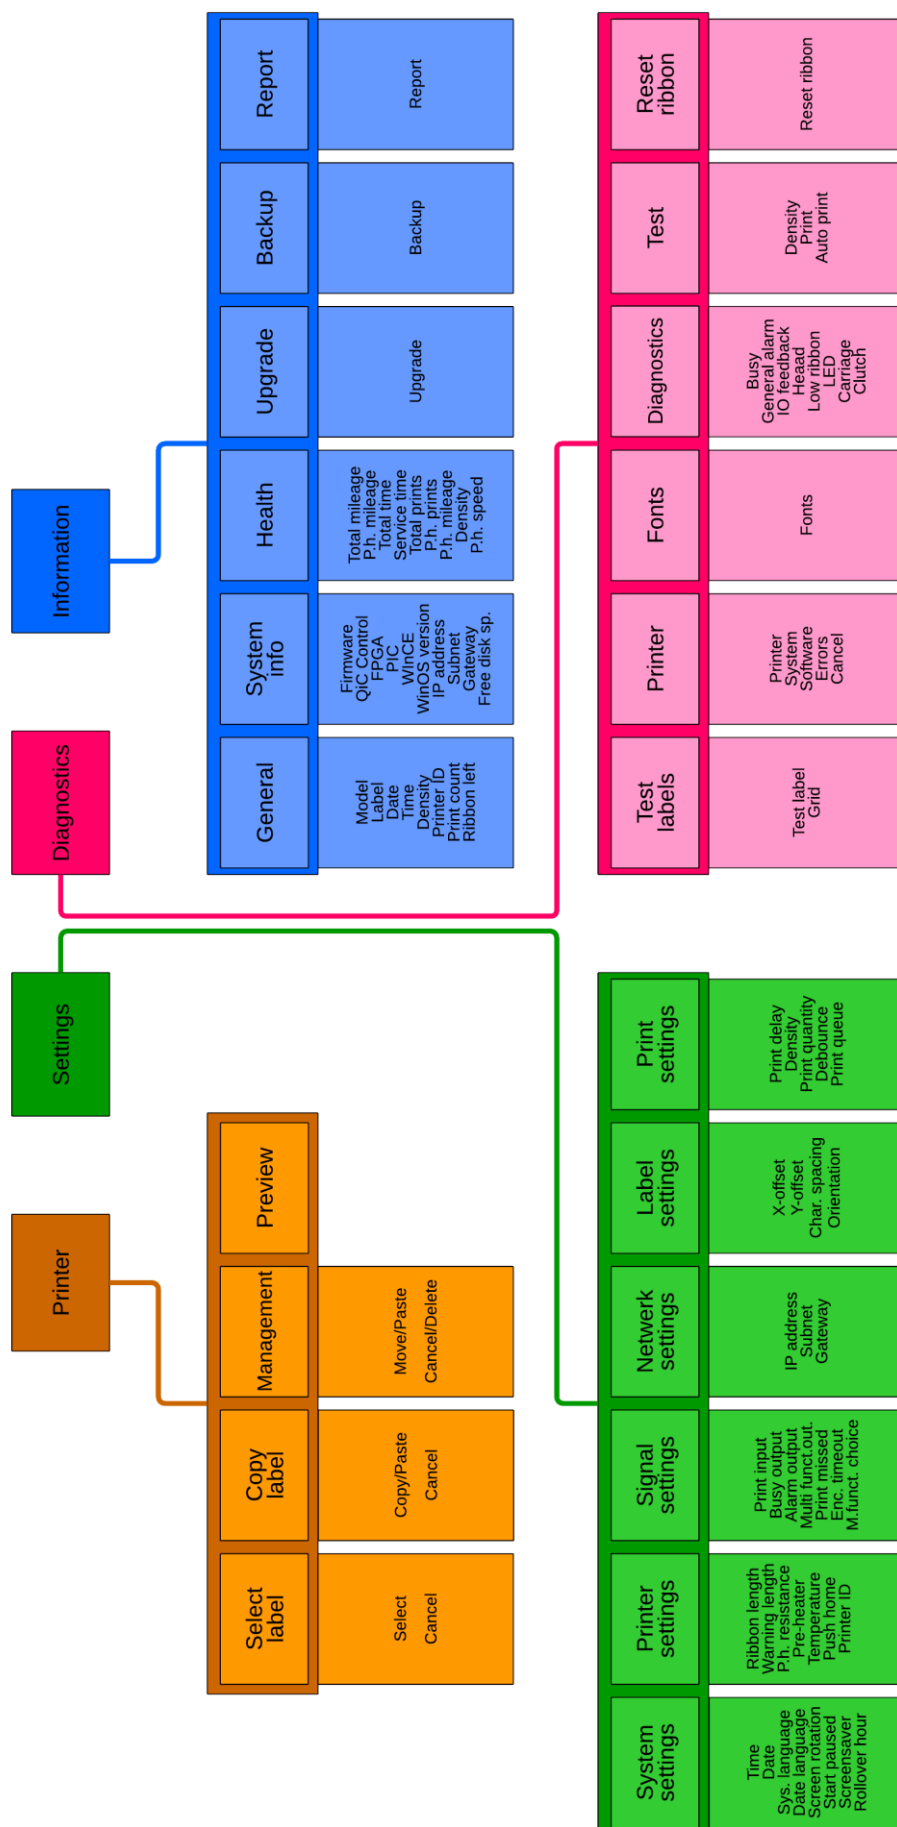 Printer
Settings
Diagnostics
Information
Select
label
Copy
label
Management
Preview
Select
Cancel
Copy/Paste
Cancel
Move/Paste
Cancel/Delete
General
System
info
Health
Upgrade
Backup
Report
Model
Label
Date
Time
Density
Printer ID
Print count
Ribbon left
Firmware
QiC Control
FPGA
PIC
WInCE
WinOS version
IP address
Subnet
Gateway
Free disk sp.
Total mileage
P.h. mileage
Total time
Service time
Total prints
P.h. prints
P.h. mileage
Density
P.h. speed
Upgrade
Backup
Report
System
settings
Printer
settings
Signal
settings
Netwerk
settings
Label
settings
Print
settings
Time
Date
Sys. language
Date language
Screen rotation
Start paused
Screensaver
Rollover hour
Ribbon length
Warning length
P.h. resistance
Pre-heater
Temperature
Push home
Printer ID
Print input
Busy output
Alarm output
Multi funct.out.
Print missed
Enc. timeout
M.funct. choice
IP address
Subnet
Gateway
X-offset
Y-offset
Char. spacing
Orientation
Print delay
Density
Print quantity
Debounce
Print queue
Test
labels
Printer
Fonts
Diagnostics
Test
Reset
ribbon
Test label
Grid
Printer
System
Software
Errors
Cancel
Fonts
Busy
General alarm
IO feedback
Heaad
Low ribbon
LED
Carriage
Clutch
Density
Print
Auto print
Reset ribbon